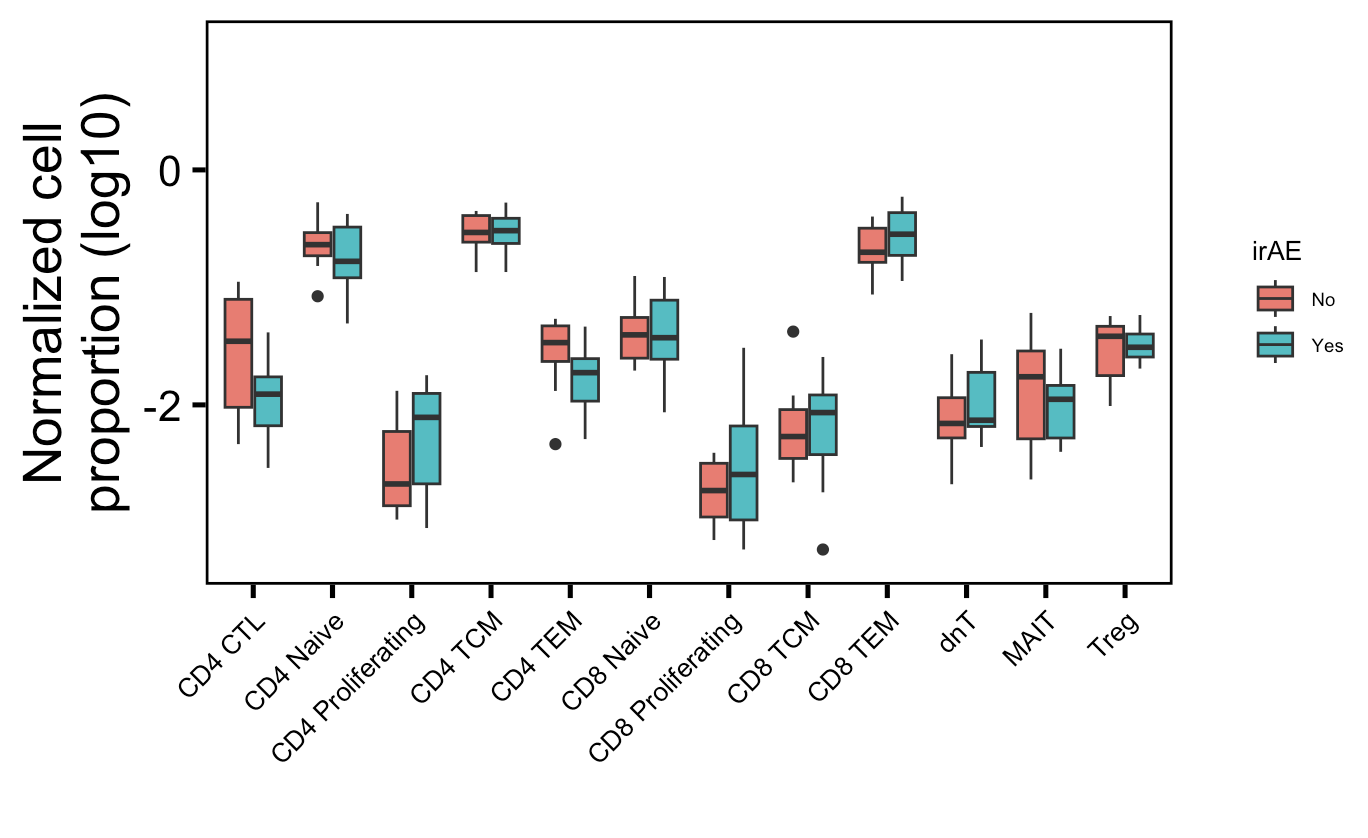 Normalized cell
proportion (log10)
0
-2
CD4 CTL
CD4 Naive
CD4 Proliferating
CD4 TCM
CD4 TEM
CD8 Naive
CD8 Proliferating
CD8 TCM
CD8 TEM
dnT
MAIT
Treg
irAE
No
Yes